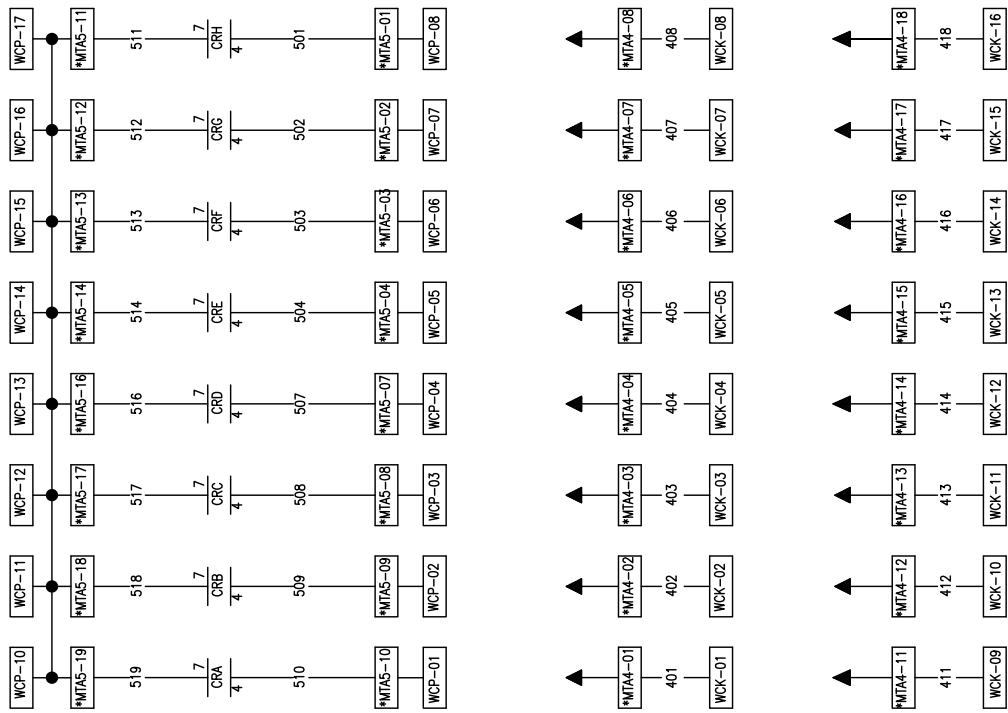 WCP-17
*MTA5-11
511
7
CRH
4
501
*MTA5-01
WCP-08
*MTA4-08
408
WCK-08
*MTA4-18
418
WCK-16
WCP-16
*MTA5-12
512
7
CRG
4
502
*MTA5-02
WCP-07
*MTA4-07
407
WCK-07
*MTA4-17
417
WCK-15
WCP-15
*MTA5-13
513
7
CRF
4
503
*MTA5-03
WCP-06
*MTA4-06
406
WCK-06
*MTA4-16
416
WCK-14
WCP-14
*MTA5-14
514
7
CRE
4
504
*MTA5-04
WCP-05
*MTA4-05
405
WCK-05
*MTA4-15
415
WCK-13
WCP-13
*MTA5-16
516
7
CRD
4
507
*MTA5-07
WCP-04
*MTA4-04
404
WCK-04
*MTA4-14
414
WCK-12
WCP-12
*MTA5-17
517
7
CRC
4
508
*MTA5-08
WCP-03
*MTA4-03
403
WCK-03
*MTA4-13
413
WCK-11
WCP-11
*MTA5-18
518
7
CRB
4
509
*MTA5-09
WCP-02
*MTA4-02
402
WCK-02
*MTA4-12
412
WCK-10
WCP-10
*MTA5-19
519
7
CRA
4
510
*MTA5-10
WCP-01
*MTA4-01
401
WCK-01
*MTA4-11
411
WCK-09